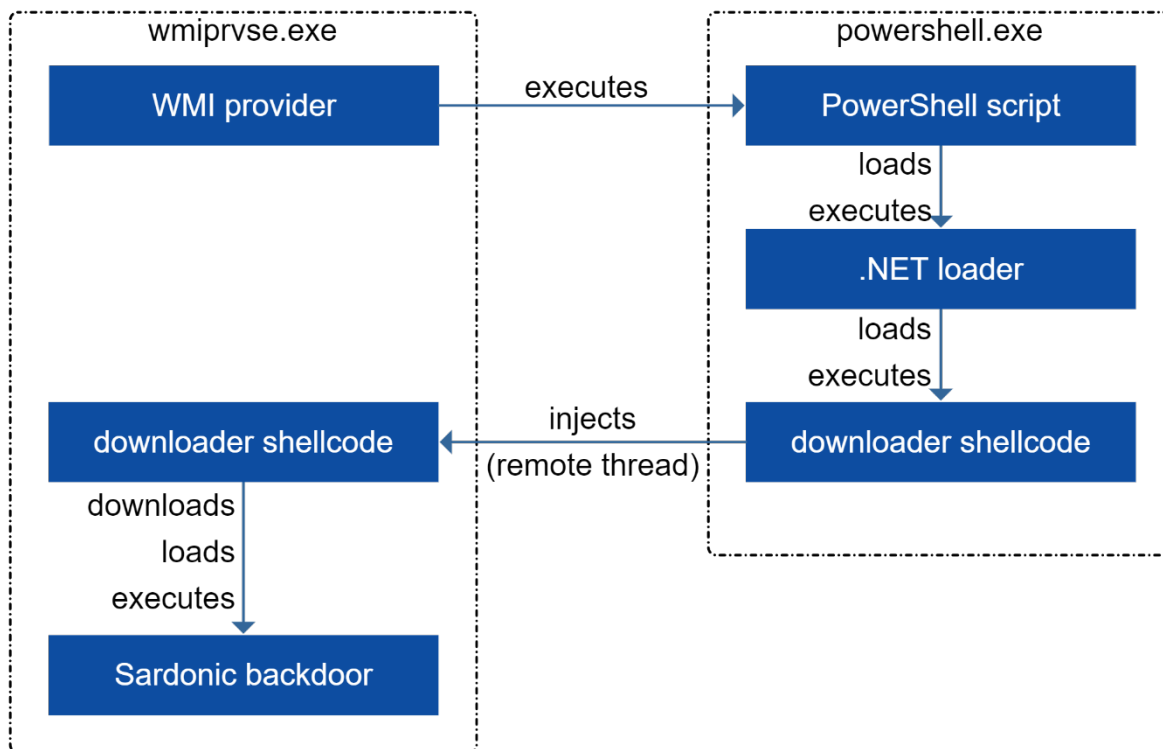 wmiprvse.exe
powershell.exe
WMI provider
executes
PowerShell script
loads
executes
.NET loader
loads
executes
downloader shellcode
injects
(remote thread)
downloader shellcode
downloads
loads
executes
Sardonic backdoor